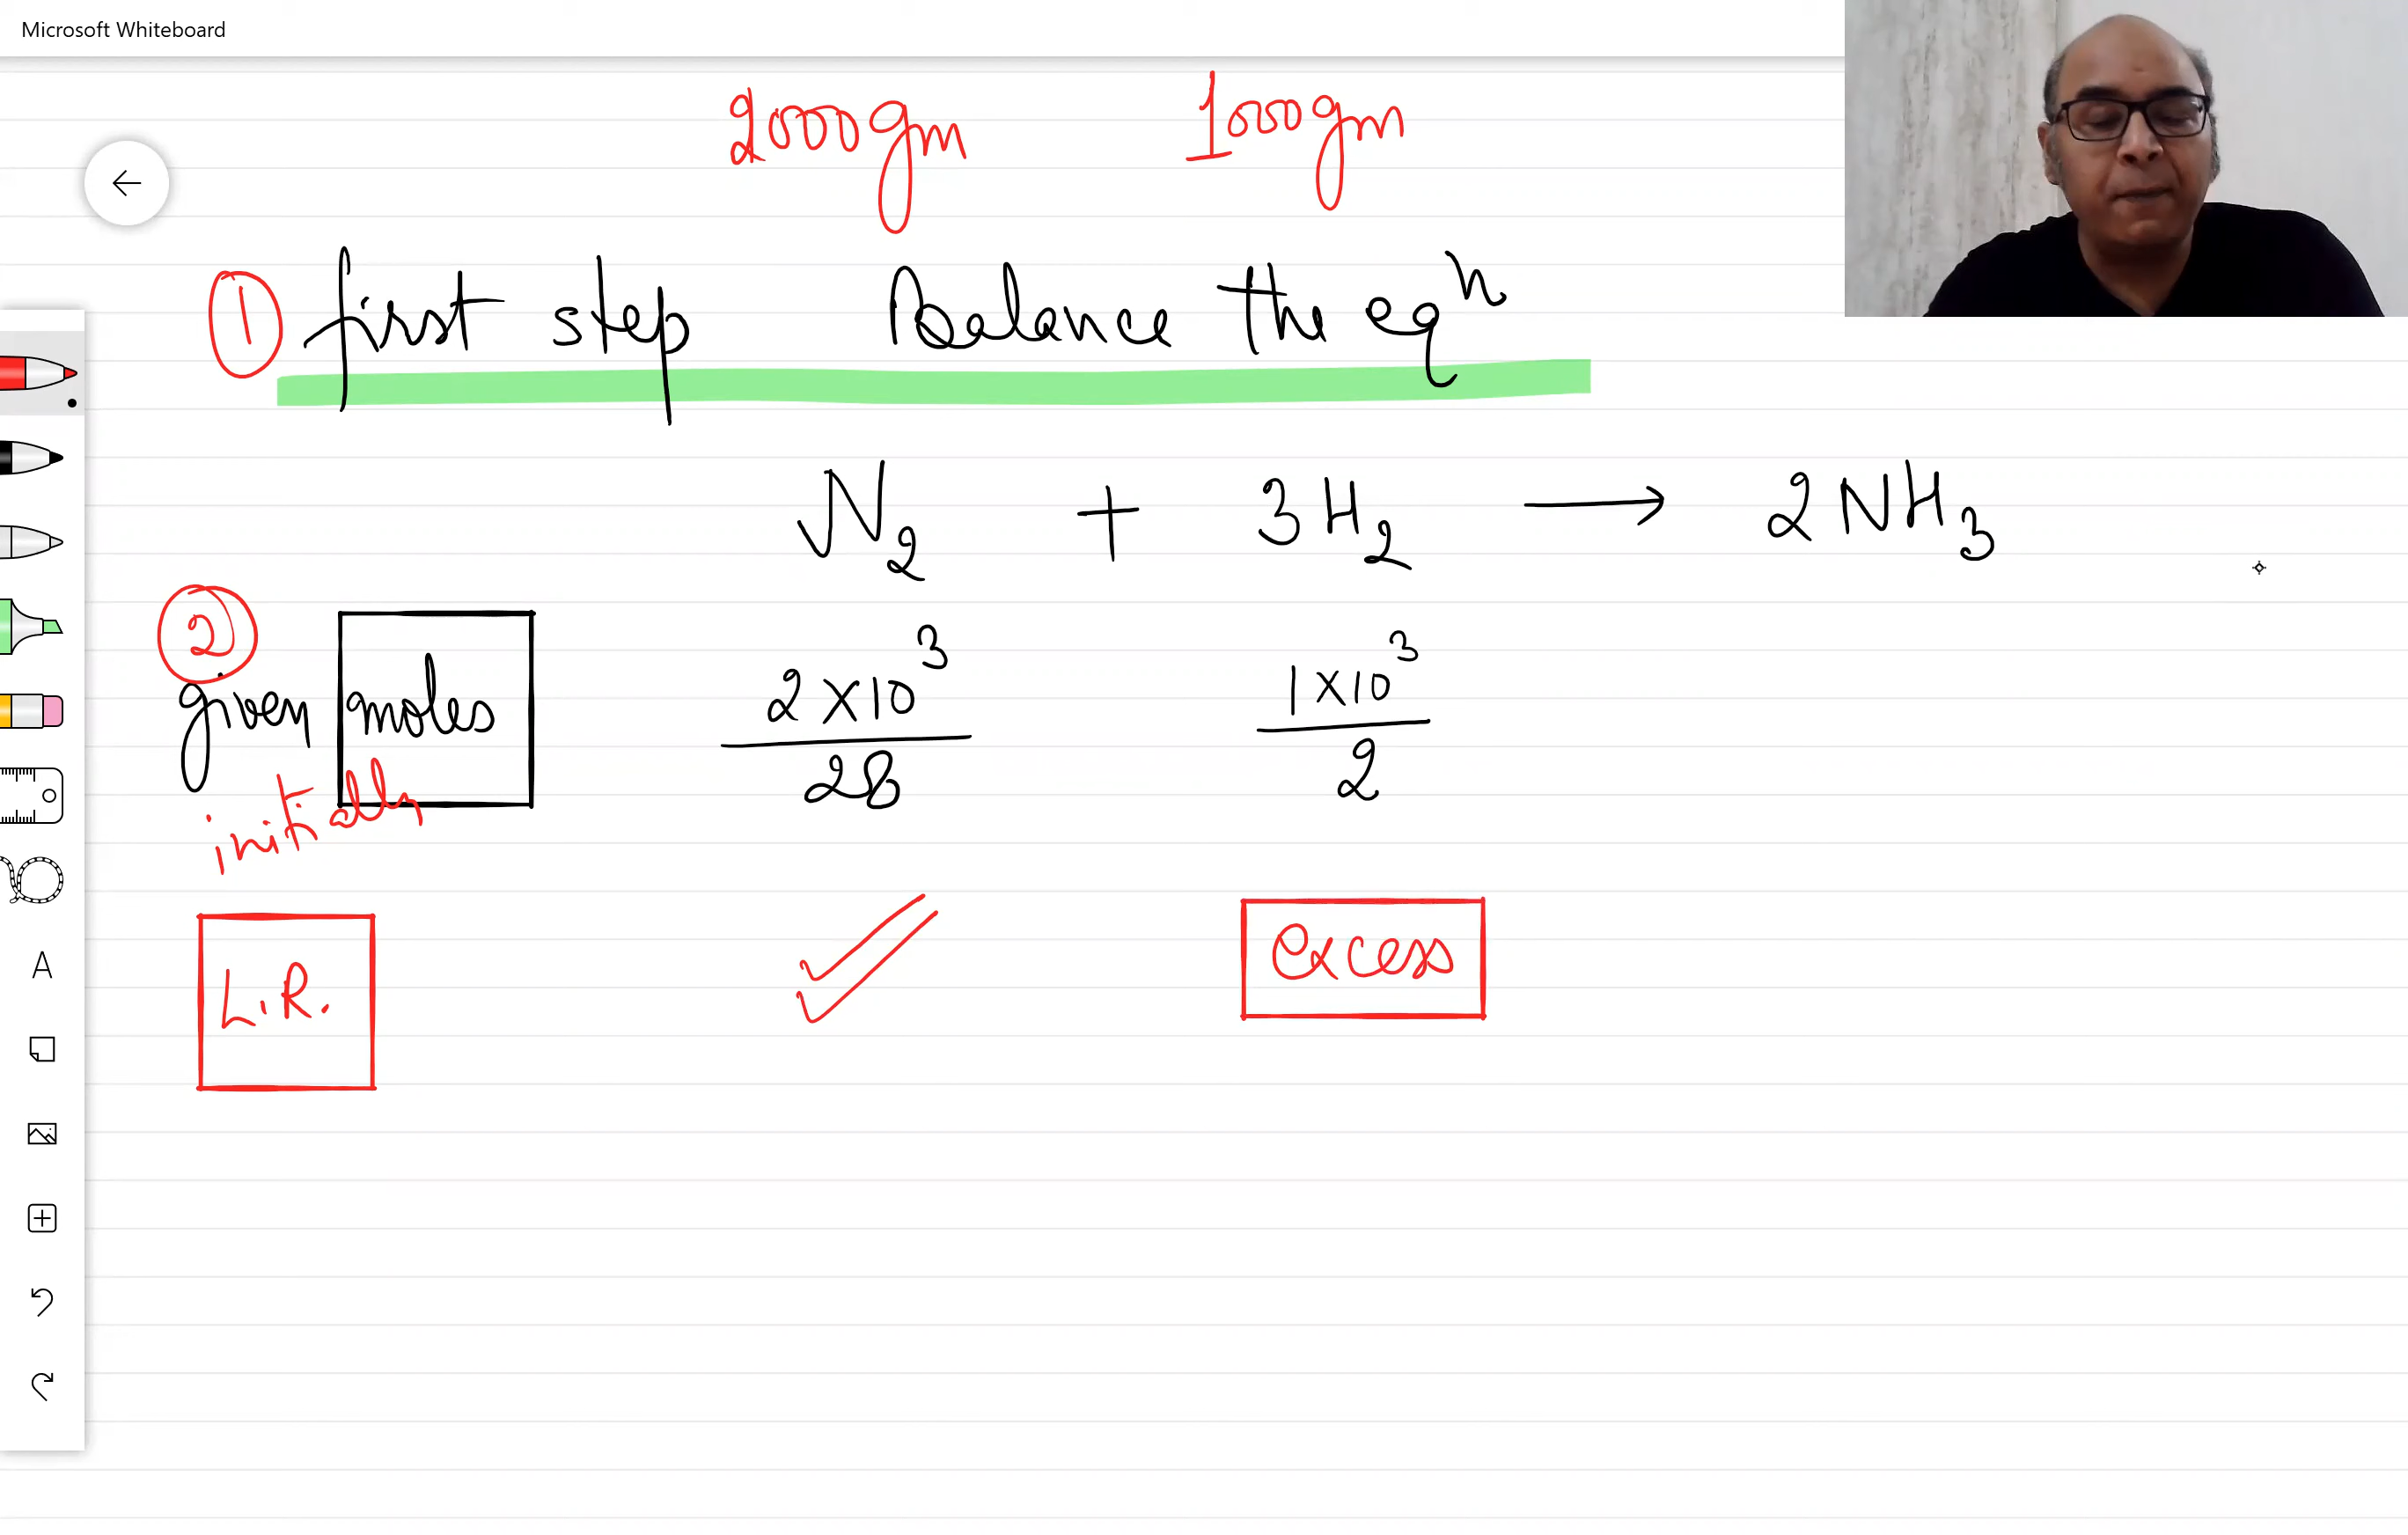 Microsoft Whiteboard
2000gm 1000gm
① first step Balance the eqⁿ
N₂ + 3H₂ ⟶ 2NH₃
②
given moles 2×10³/28 1×10³/2
initially
L.R. ✓✓ excess
A